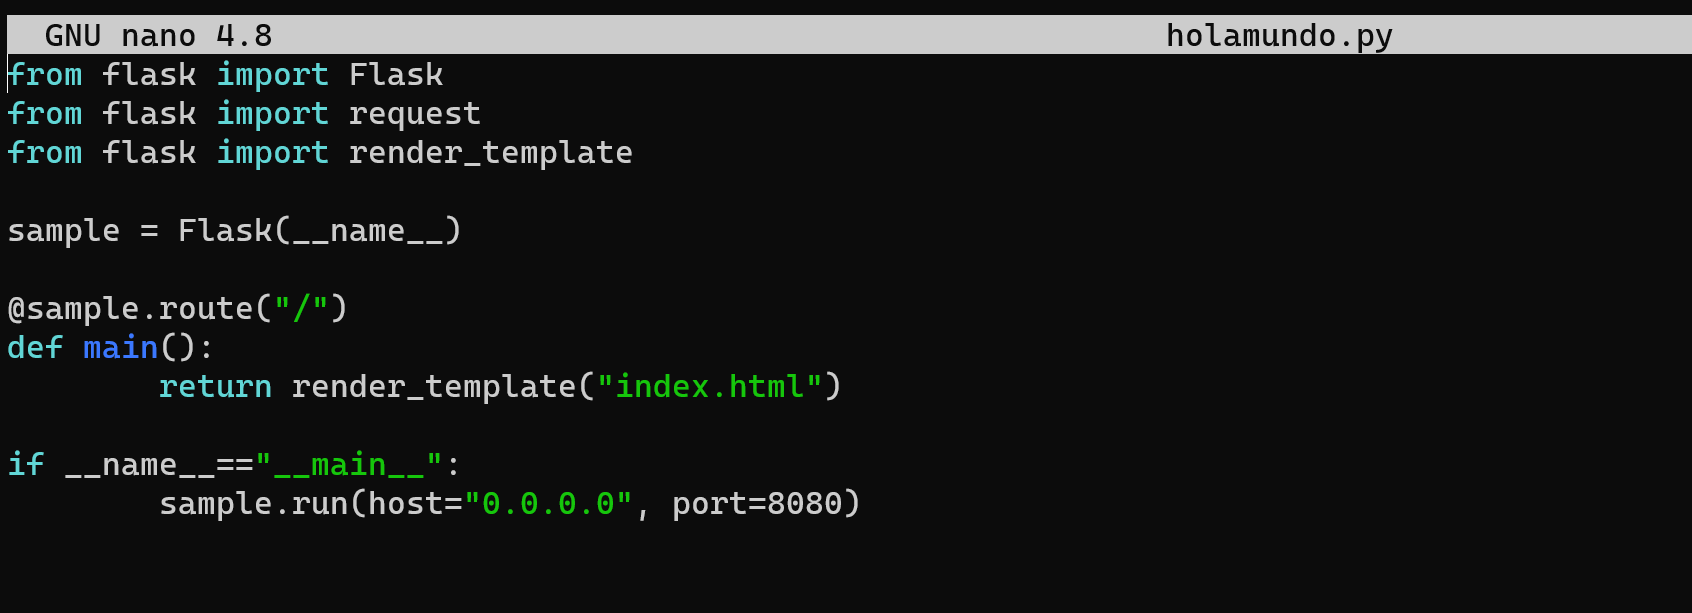 GNU nano 4.8 holamundo.py
from flask import Flask
from flask import request
from flask import render_template

sample = Flask(__name__)

@sample.route("/")
def main():
        return render_template("index.html")

if __name__=="__main__":
        sample.run(host="0.0.0.0", port=8080)